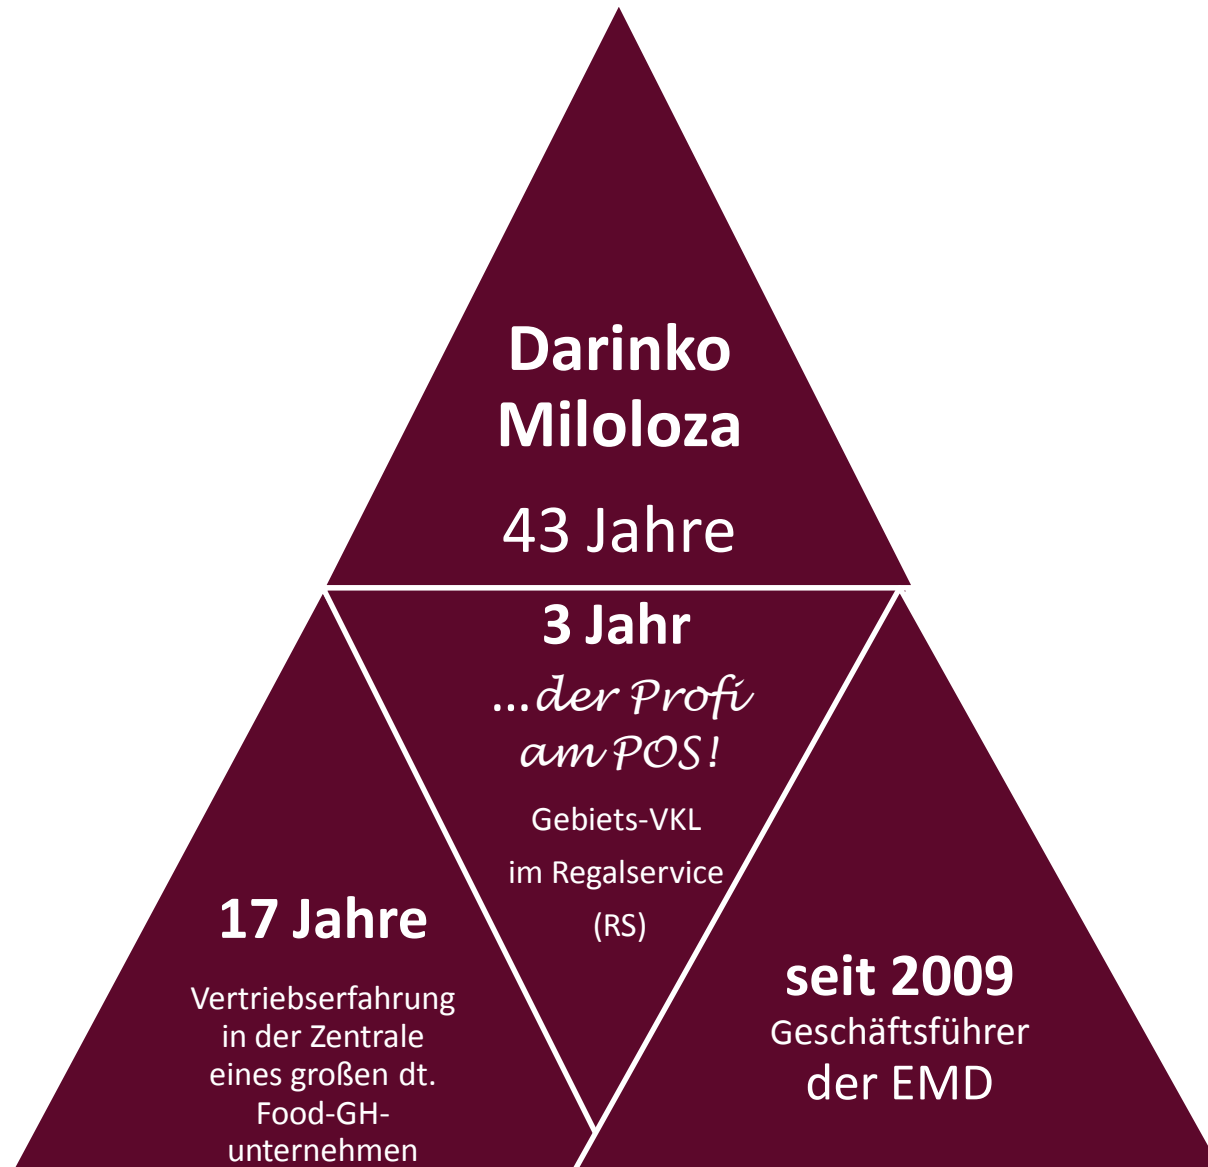 Darinko
Miloloza
43 Jahre
3 Jahr
...der Profi
am POS!
Gebiets-VKL
im Regalservice
(RS)
17 Jahre
Vertriebserfahrung
in der Zentrale
eines großen dt.
Food-GH-
unternehmen
seit 2009
Geschäftsführer
der EMD